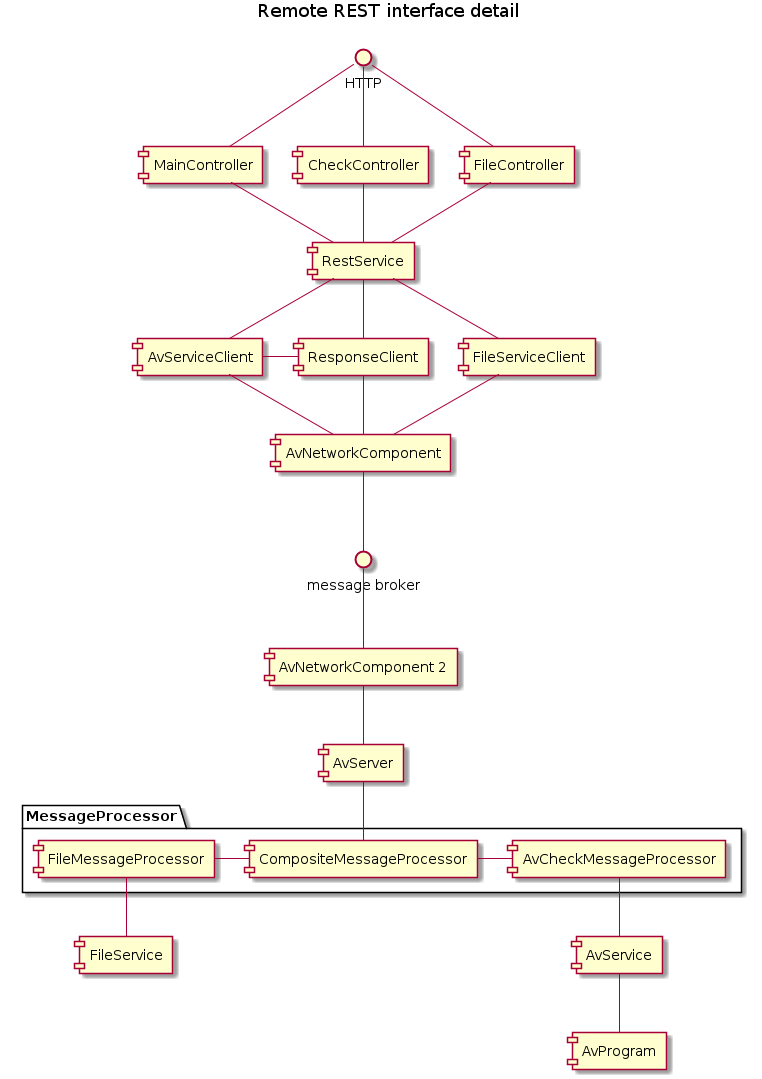 Remote REST interface detail
HTTP
MainController
CheckController
FileController
RestService
AvServiceClient
ResponseClient
FileServiceClient
AvNetworkComponent
message broker
AvNetworkComponent 2
AvServer
MessageProcessor
FileMessageProcessor
CompositeMessageProcessor
AvCheckMessageProcessor
FileService
AvService
AvProgram